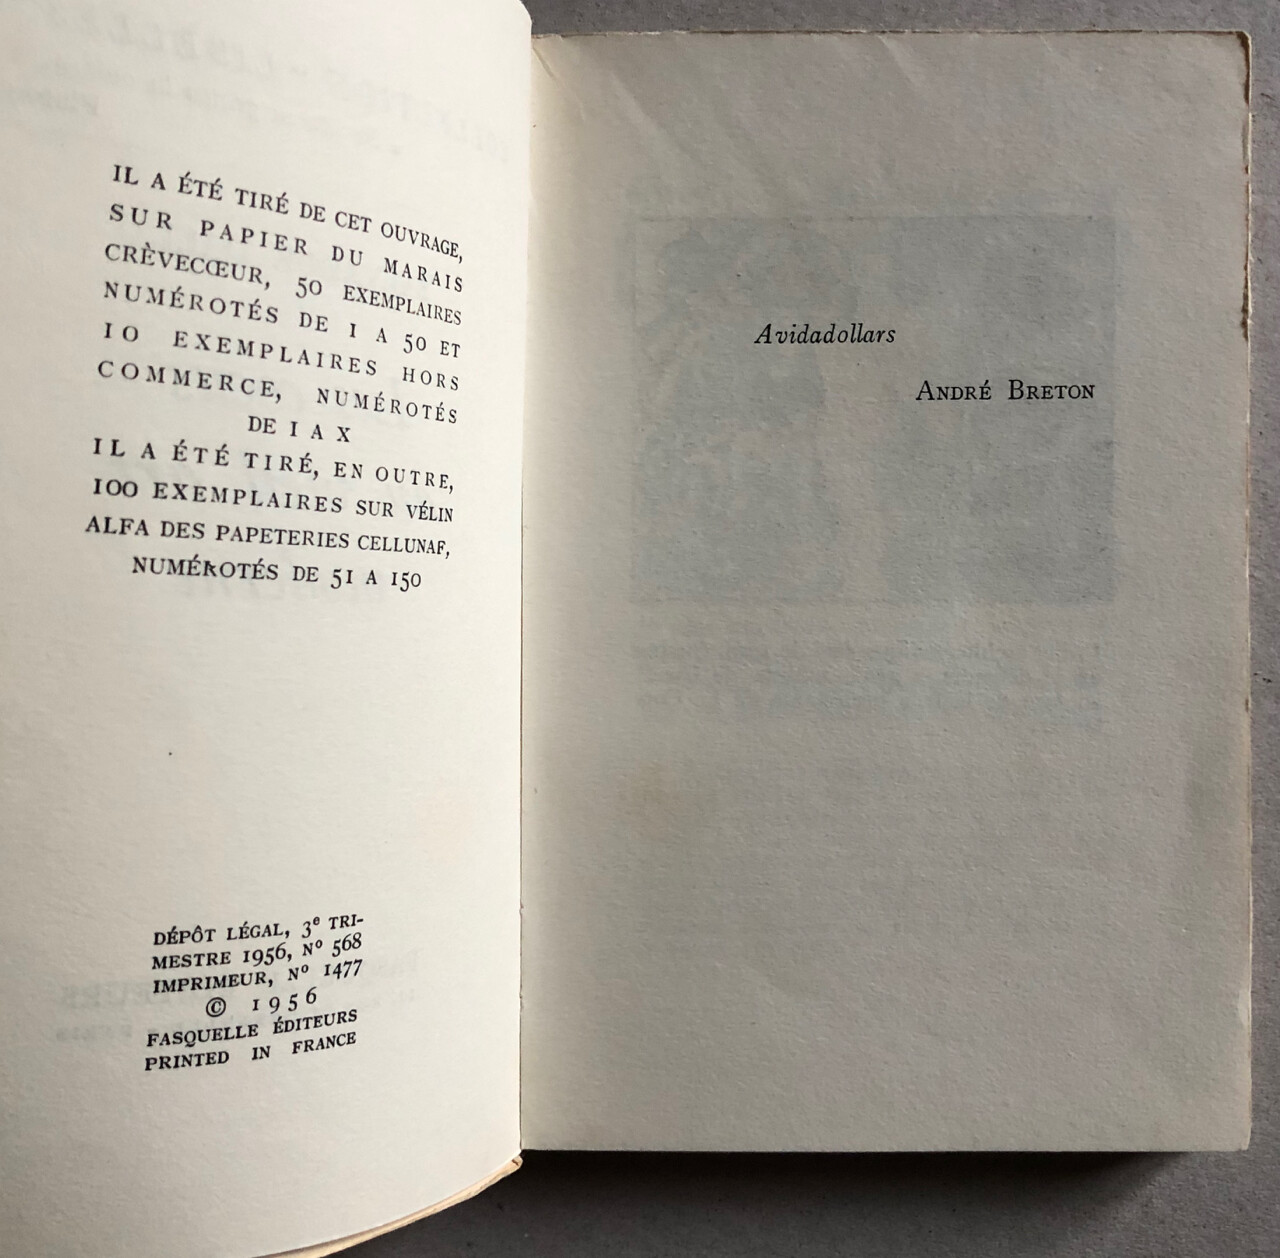 IL A ÉTÉ TIRÉ DE CET OUVRAGE,
SUR PAPIER DU MARAIS
CRÈVECŒUR, 50 EXEMPLAIRES
NUMÉROTÉS DE 1 A 50 ET
10 EXEMPLAIRES HORS
COMMERCE, NUMÉROTÉS
DE I A X
IL A ÉTÉ TIRÉ, EN OUTRE,
100 EXEMPLAIRES SUR VÉLIN
ALFA DES PAPETERIES CELLUNAF,
NUMÉROTÉS DE 51 A 150
DÉPÔT LÉGAL, 3e TRI-
MESTRE 1956, No 568
IMPRIMEUR, No 1477
© 1956
FASQUELLE ÉDITEURS
PRINTED IN FRANCE
Avidadollars
ANDRÉ BRETON